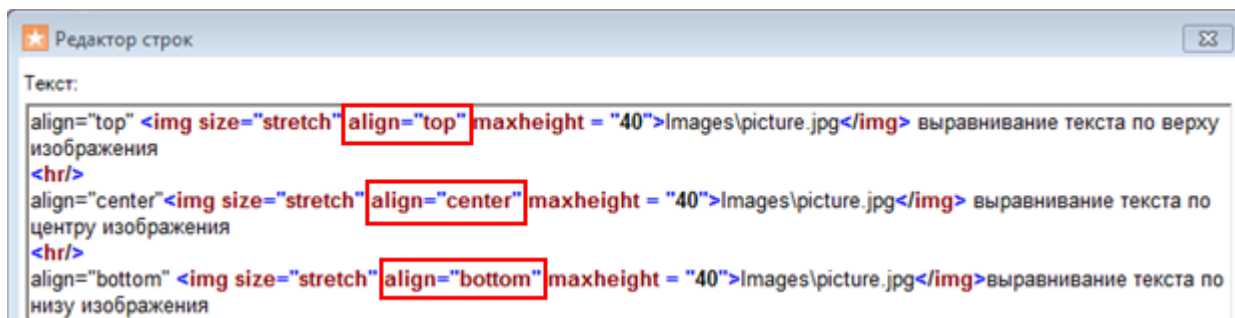 Редактор строк
Текст:
align="top" <img size="stretch" align="top" maxheight = "40">Images\picture.jpg</img> выравнивание текста по верху
изображения
<hr/>
align="center"<img size="stretch" align="center" maxheight = "40">Images\picture.jpg</img> выравнивание текста по
центру изображения
<hr/>
align="bottom" <img size="stretch" align="bottom" maxheight = "40">Images\picture.jpg</img>выравнивание текста по
низу изображения